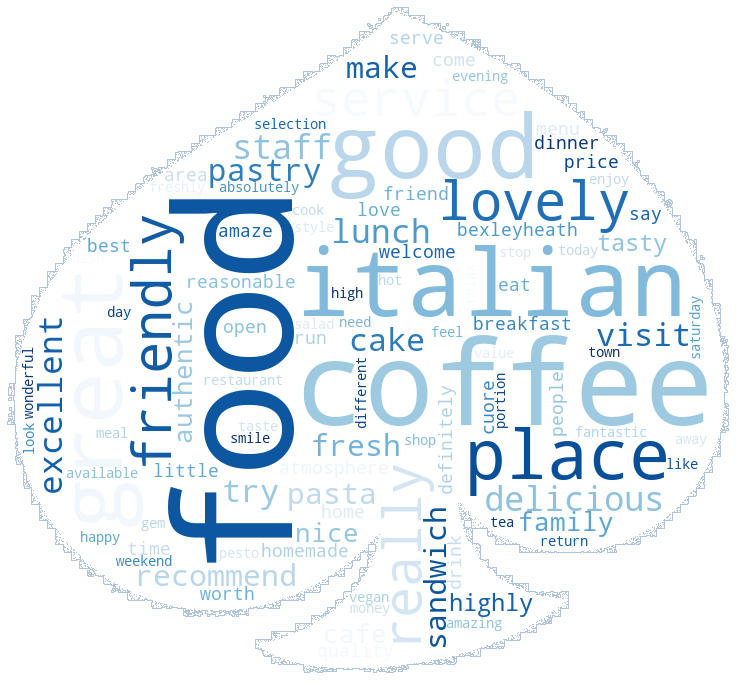 serve
make
come
evening
service
selection
good
menu
staff
dinner
price
pastry
area
freshly
absolutely
friend
enjoy
lovely
say
food
amaze
cook
style
love
lunch
bexleyheath
welcome
tasty
best
friendly
great
reasonable
authentic
italian
hot
stop
today
eat
high
day
open
salad
run
need
cake
feel
breakfast
visit
saturday
town
value
excellent
wonderful
look
restaurant
different
coffee
cuore
portion
people
taste
smile
fresh
shop
definitely
fantastic
away
meal
atmosphere
place
like
available
little
try
pasta
really
delicious
home
gem
tea
family
happy
time
nice
return
weekend
pesto
homemade
sandwich
drink
recommend
worth
vegan
money
highly
cafe
amazing
quality